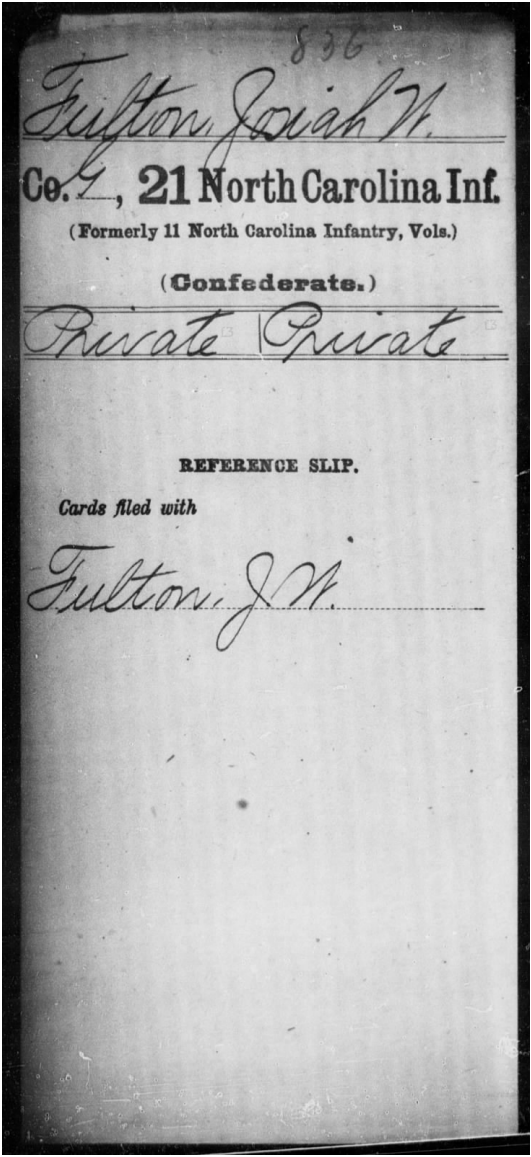 836
Fulton, Josiah W.
Co. G, 21 North Carolina Inf.
(Formerly 11 North Carolina Infantry, Vols.)
(Confederate.)
Private | Private
REFERENCE SLIP.
Cards filed with
Fulton, J. W.